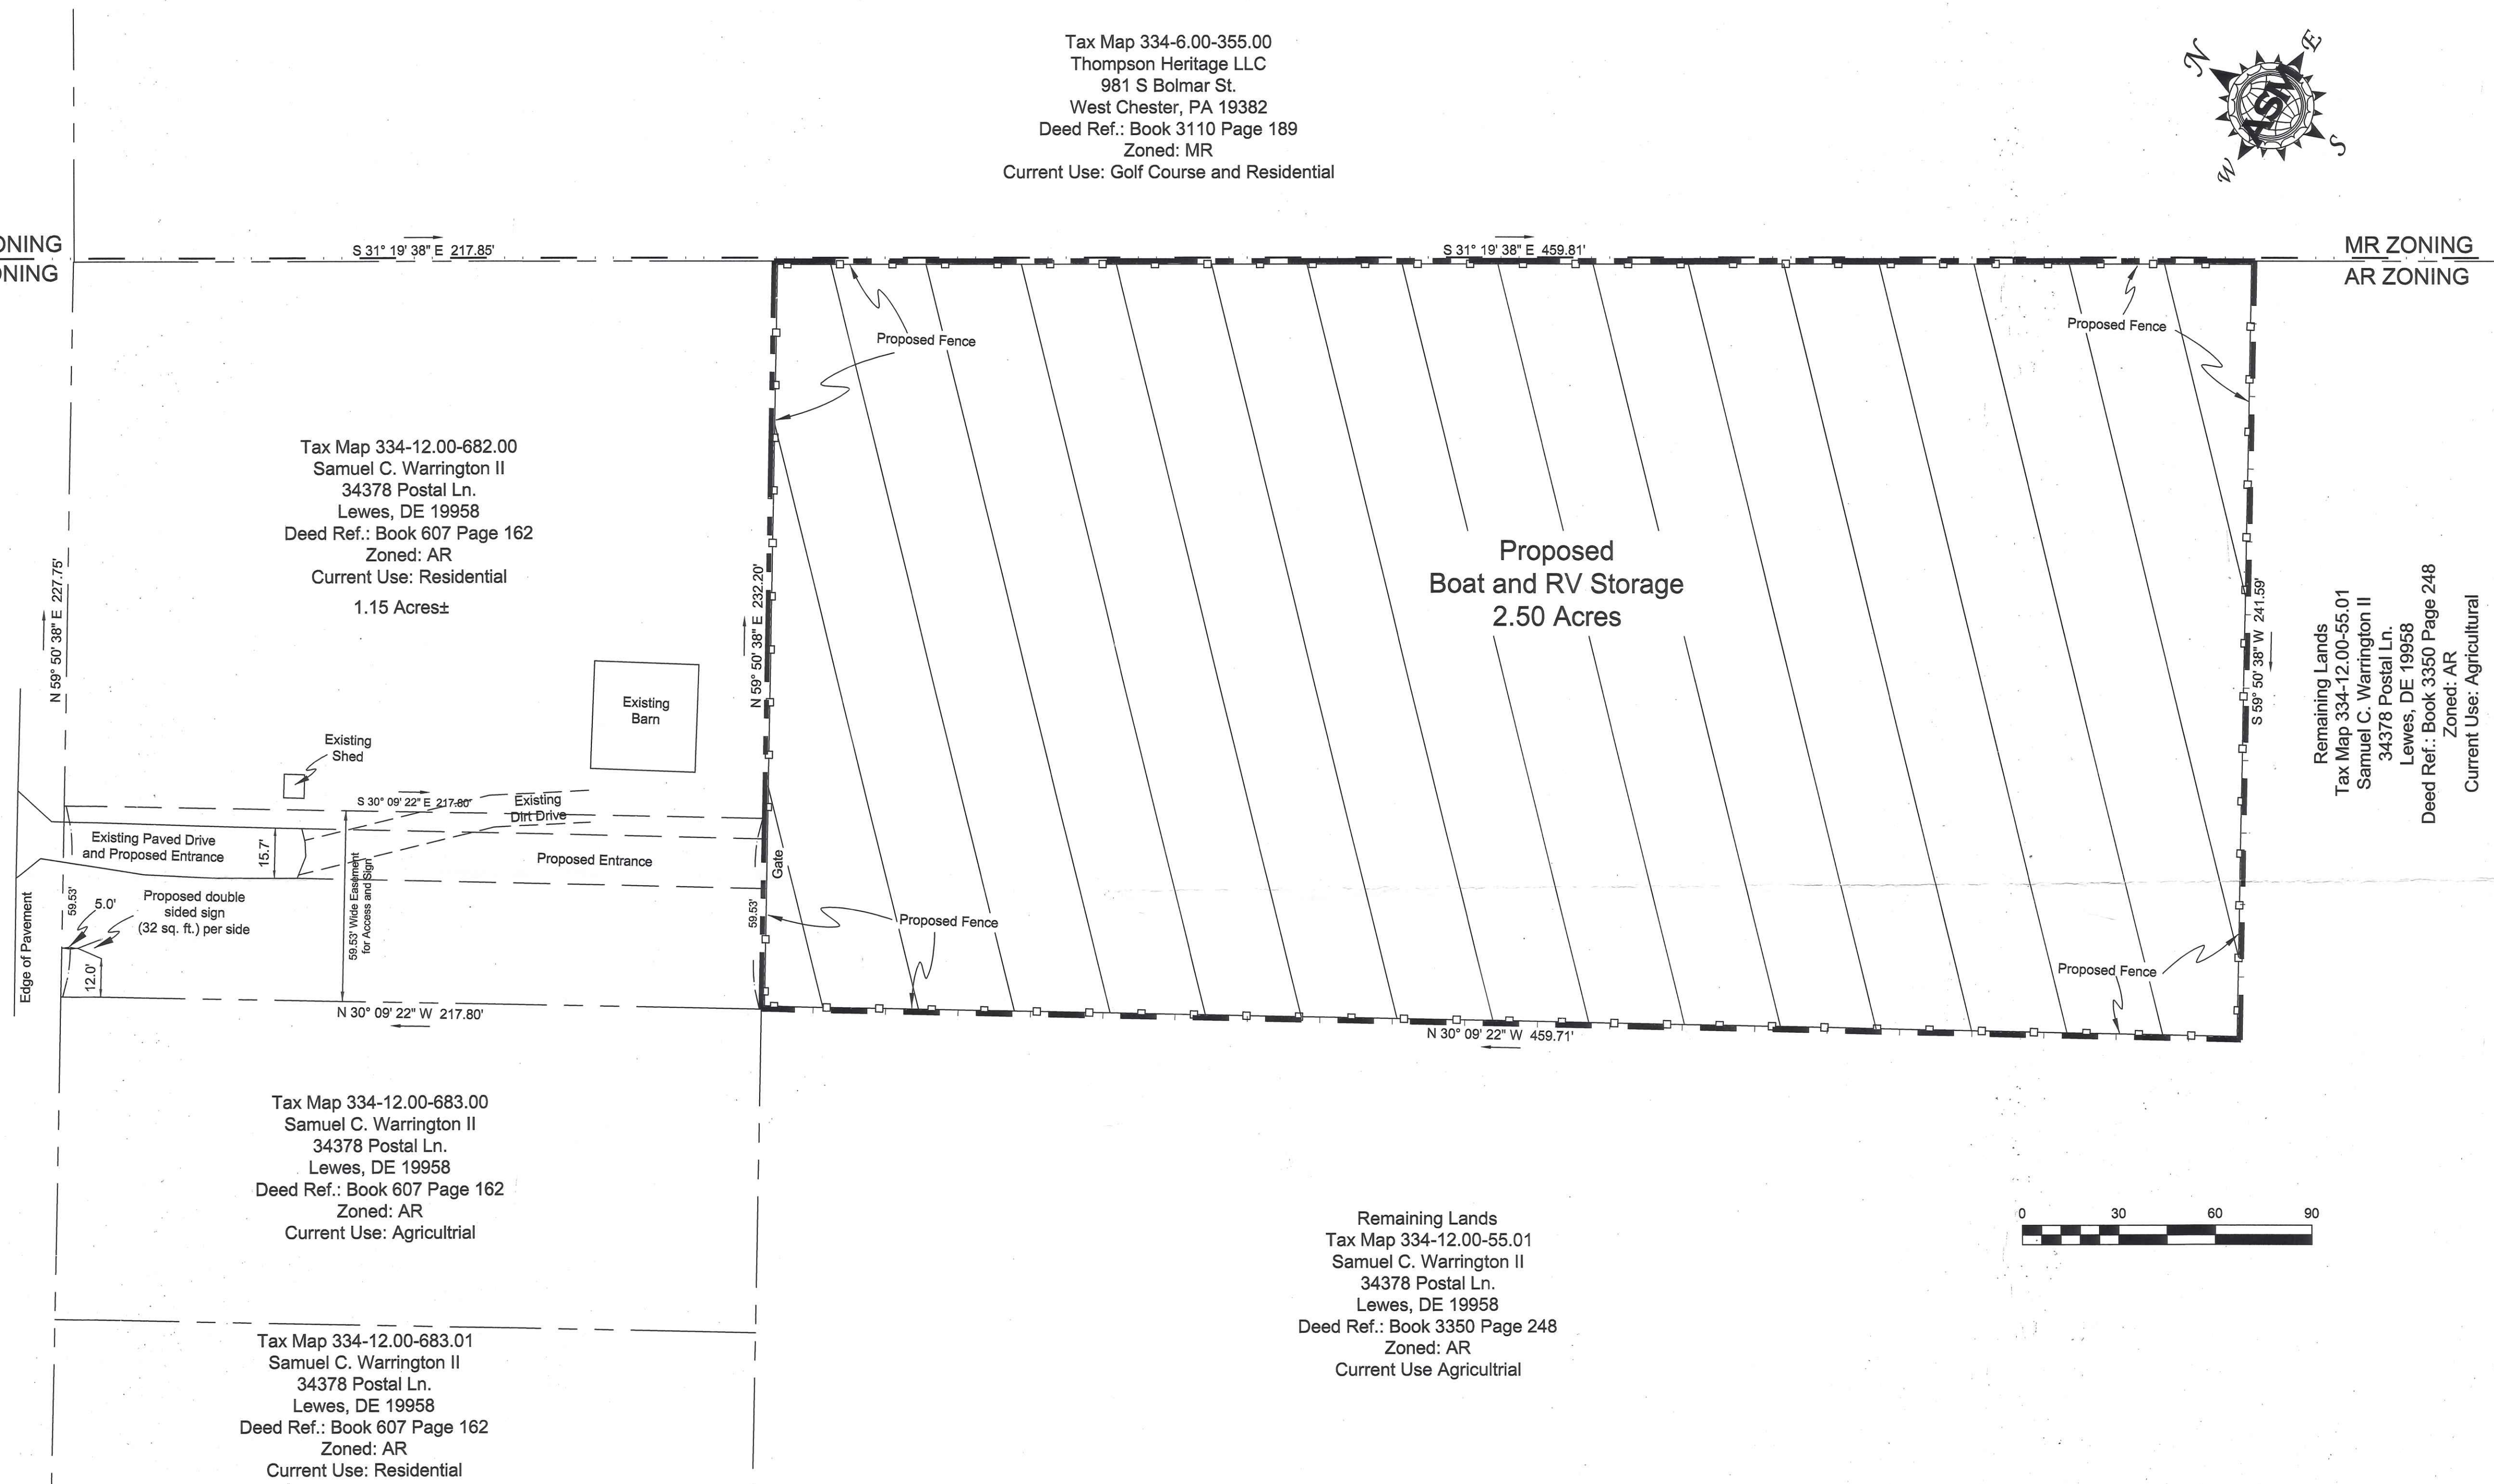 Tax Map 334-6.00-355.00
Thompson Heritage LLC
981 S Bolmar St.
West Chester, PA 19382
Deed Ref.: Book 3110 Page 189
Zoned: MR
Current Use: Golf Course and Residential
N
E
S
W
ASM
ONING
ONING
S 31° 19' 38" E 217.85'
S 31° 19' 38" E 459.81'
MR ZONING
AR ZONING
Proposed Fence
Proposed Fence
Tax Map 334-12.00-682.00
Samuel C. Warrington II
34378 Postal Ln.
Lewes, DE 19958
Deed Ref.: Book 607 Page 162
Zoned: AR
Current Use: Residential
1.15 Acres±
N 59° 50' 38" E 227.75'
N 59° 50' 38" E 232.20'
Proposed
Boat and RV Storage
2.50 Acres
S 59° 50' 38" W 241.59'
Remaining Lands
Tax Map 334-12.00-55.01
Samuel C. Warrington II
34378 Postal Ln.
Lewes, DE 19958
Deed Ref.: Book 3350 Page 248
Zoned: AR
Current Use: Agricultural
Existing
Barn
Existing
Shed
S 30° 09' 22" E 217.80'
Existing
Dirt Drive
Existing Paved Drive
and Proposed Entrance
15.7'
Proposed Entrance
Gate
59.53' Wide Easement
for Access and Sign
59.53'
5.0'
Proposed double
sided sign
(32 sq. ft.) per side
12.0'
Edge of Pavement
59.53'
Proposed Fence
Proposed Fence
N 30° 09' 22" W 217.80'
N 30° 09' 22" W 459.71'
Tax Map 334-12.00-683.00
Samuel C. Warrington II
34378 Postal Ln.
Lewes, DE 19958
Deed Ref.: Book 607 Page 162
Zoned: AR
Current Use: Agricultrial
Remaining Lands
Tax Map 334-12.00-55.01
Samuel C. Warrington II
34378 Postal Ln.
Lewes, DE 19958
Deed Ref.: Book 3350 Page 248
Zoned: AR
Current Use Agricultrial
0 30 60 90
Tax Map 334-12.00-683.01
Samuel C. Warrington II
34378 Postal Ln.
Lewes, DE 19958
Deed Ref.: Book 607 Page 162
Zoned: AR
Current Use: Residential